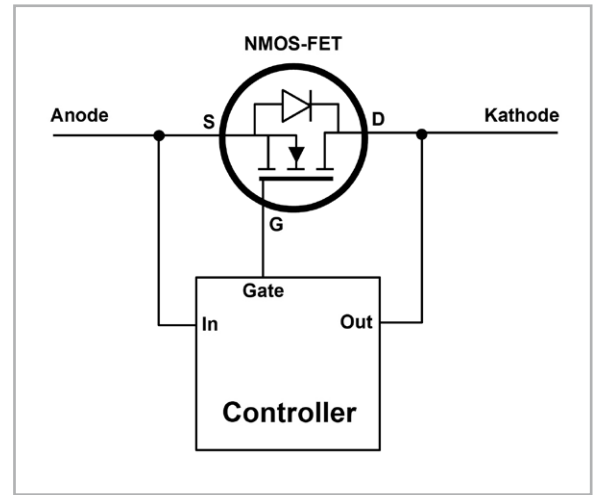 NMOS-FET
Anode
S
D
Kathode
G
Gate
In
Out
Controller